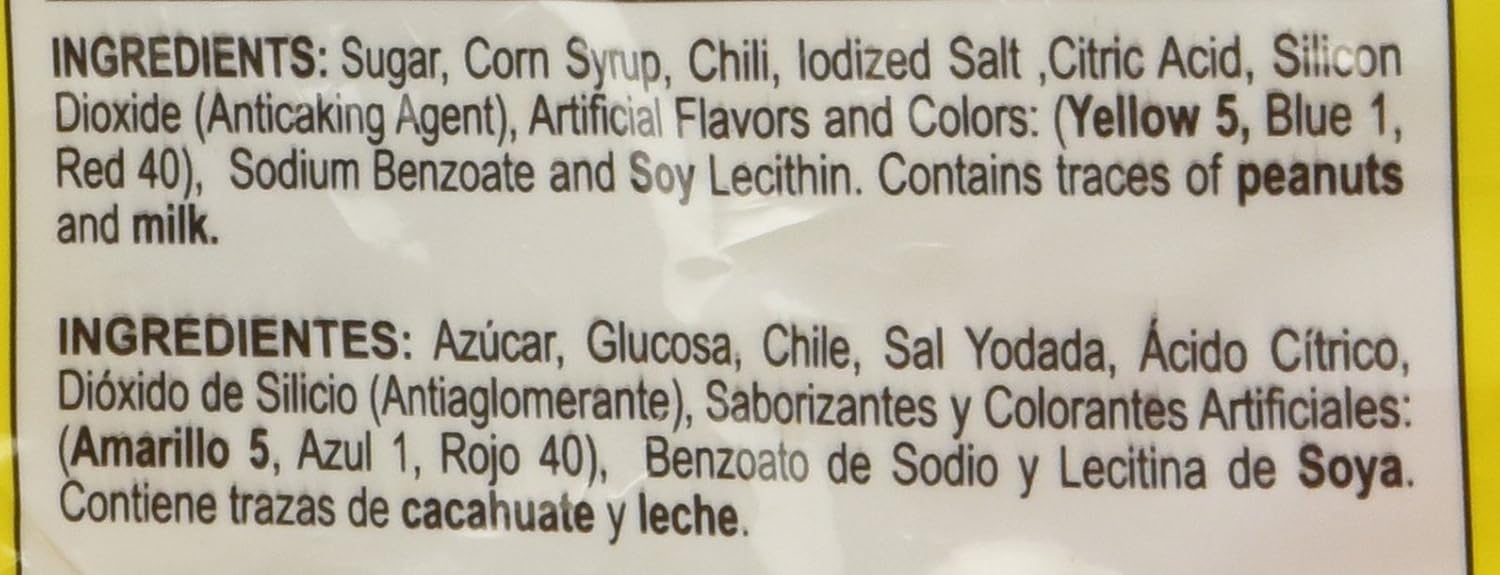 INGREDIENTS: Sugar, Corn Syrup, Chili, Iodized Salt ,Citric Acid, Silicon
Dioxide (Anticaking Agent), Artificial Flavors and Colors: (Yellow 5, Blue 1,
Red 40), Sodium Benzoate and Soy Lecithin. Contains traces of peanuts
and milk.
INGREDIENTES: Azúcar, Glucosa, Chile, Sal Yodada, Ácido Cítrico,
Dióxido de Silicio (Antiaglomerante), Saborizantes y Colorantes Artificiales:
(Amarillo 5, Azul 1, Rojo 40), Benzoato de Sodio y Lecitina de Soya.
Contiene trazas de cacahuate y leche.